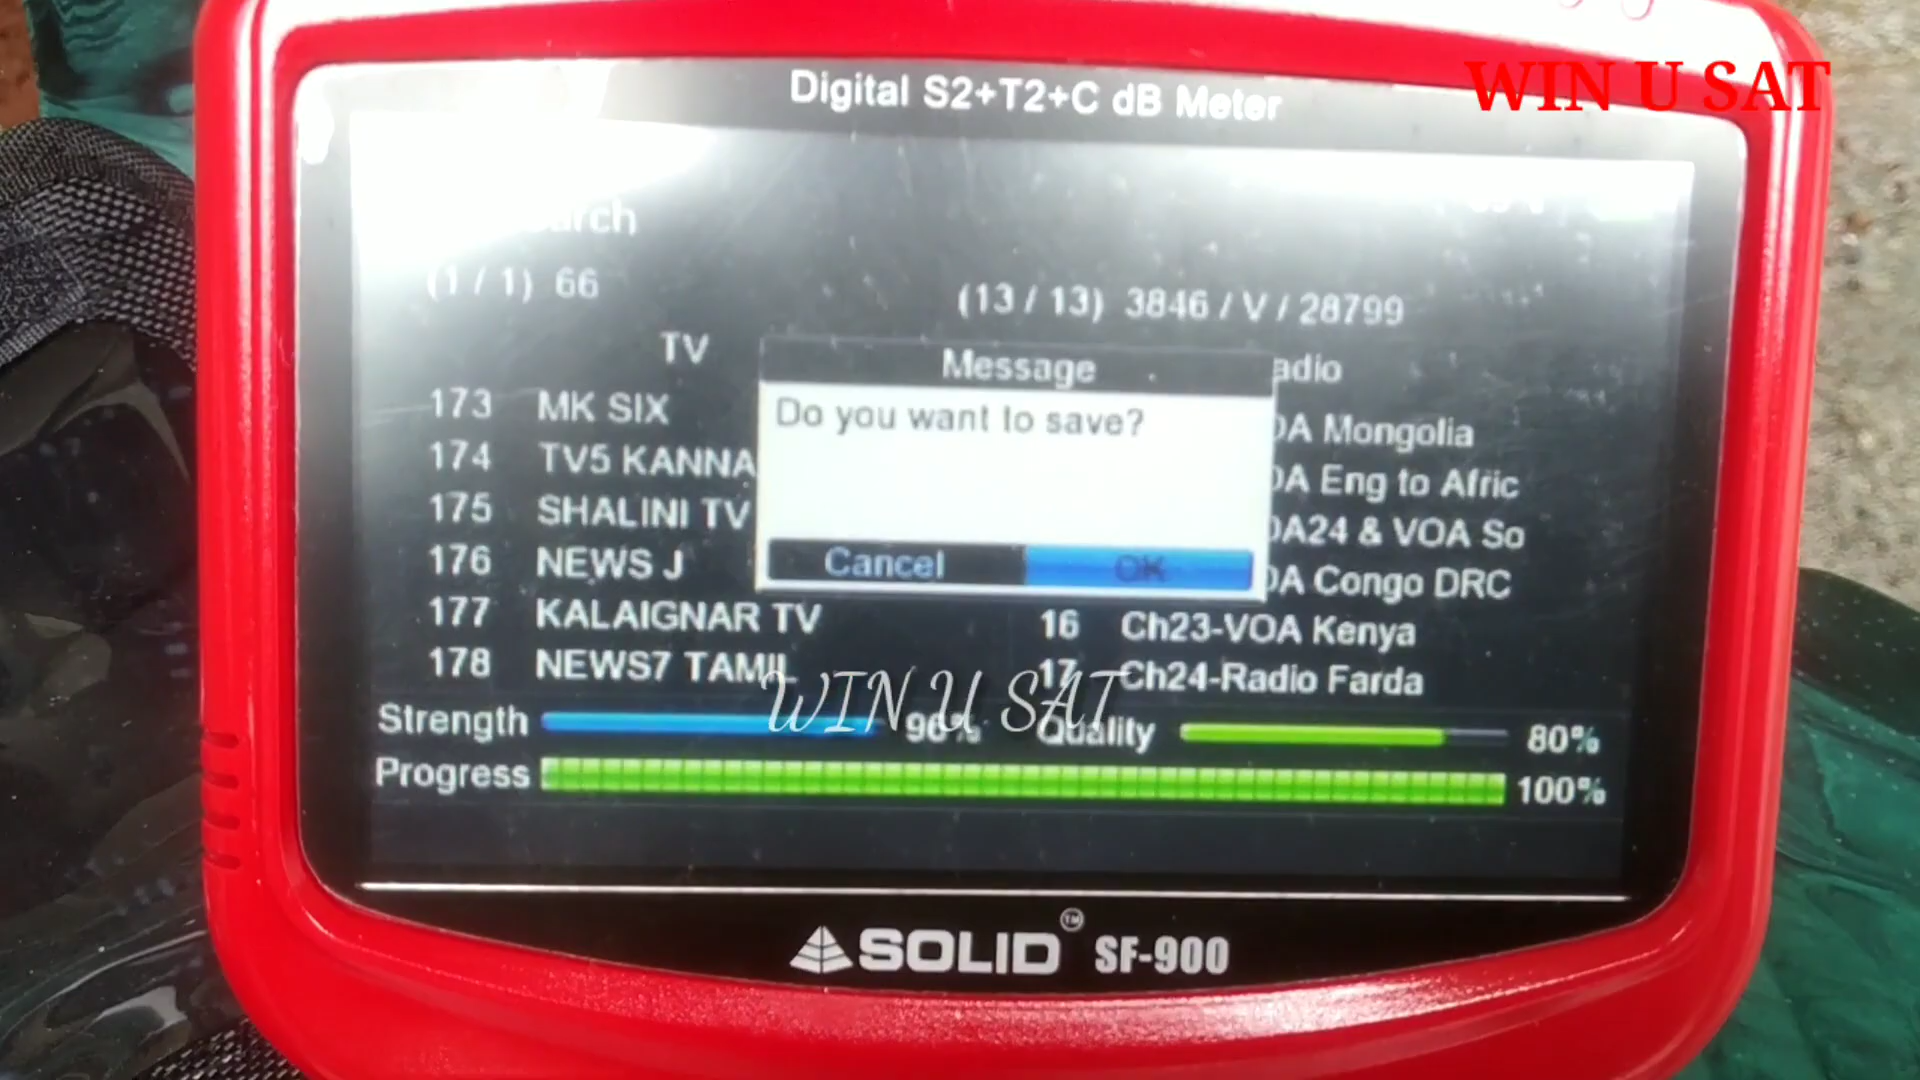 WIN U SAT
Digital S2+T2+C dB Meter
(1 / 1) 66
(13 / 13) 3846 / V / 28799
TV
Message
Do you want to save?
Cancel
OK
173 MK SIX
174 TV5 KANNA
175 SHALINI TV
176 NEWS J
177 KALAIGNAR TV
178 NEWS7 TAMIL
Mongolia
Eng to Afric
& VOA So
Congo DRC
16 Ch23-VOA Kenya
17 Ch24-Radio Farda
WIN U SAT
Strength 96% Quality 80%
Progress 100%
SOLID™ SF-900